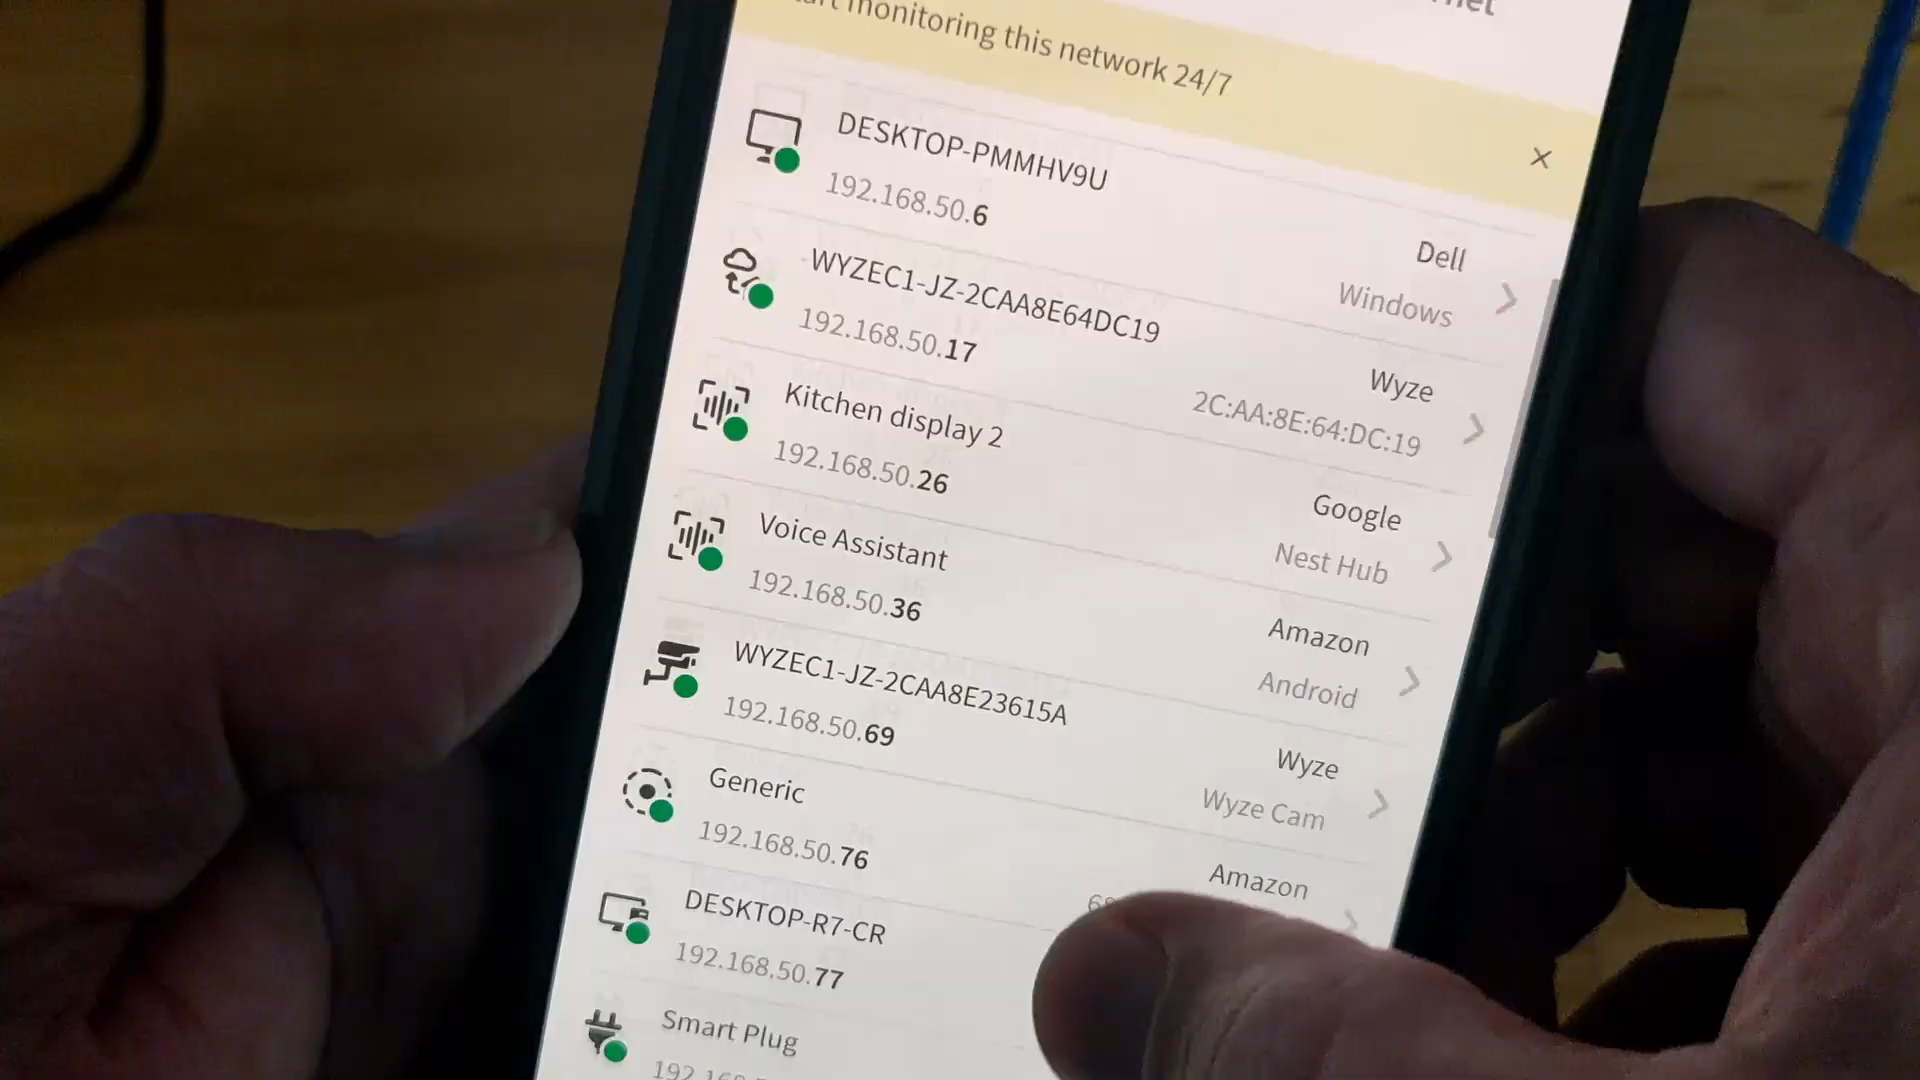 monitoring this network 24/7
DESKTOP-PMMHV9U
192.168.50.6
Dell
Windows
WYZEC1-JZ-2CAA8E64DC19
192.168.50.17
Wyze
2C:AA:8E:64:DC:19
Kitchen display 2
192.168.50.26
Google
Nest Hub
Voice Assistant
192.168.50.36
Amazon
Android
WYZEC1-JZ-2CAA8E23615A
192.168.50.69
Wyze
Wyze Cam
Generic
192.168.50.76
Amazon
DESKTOP-R7-CR
192.168.50.77
Smart Plug